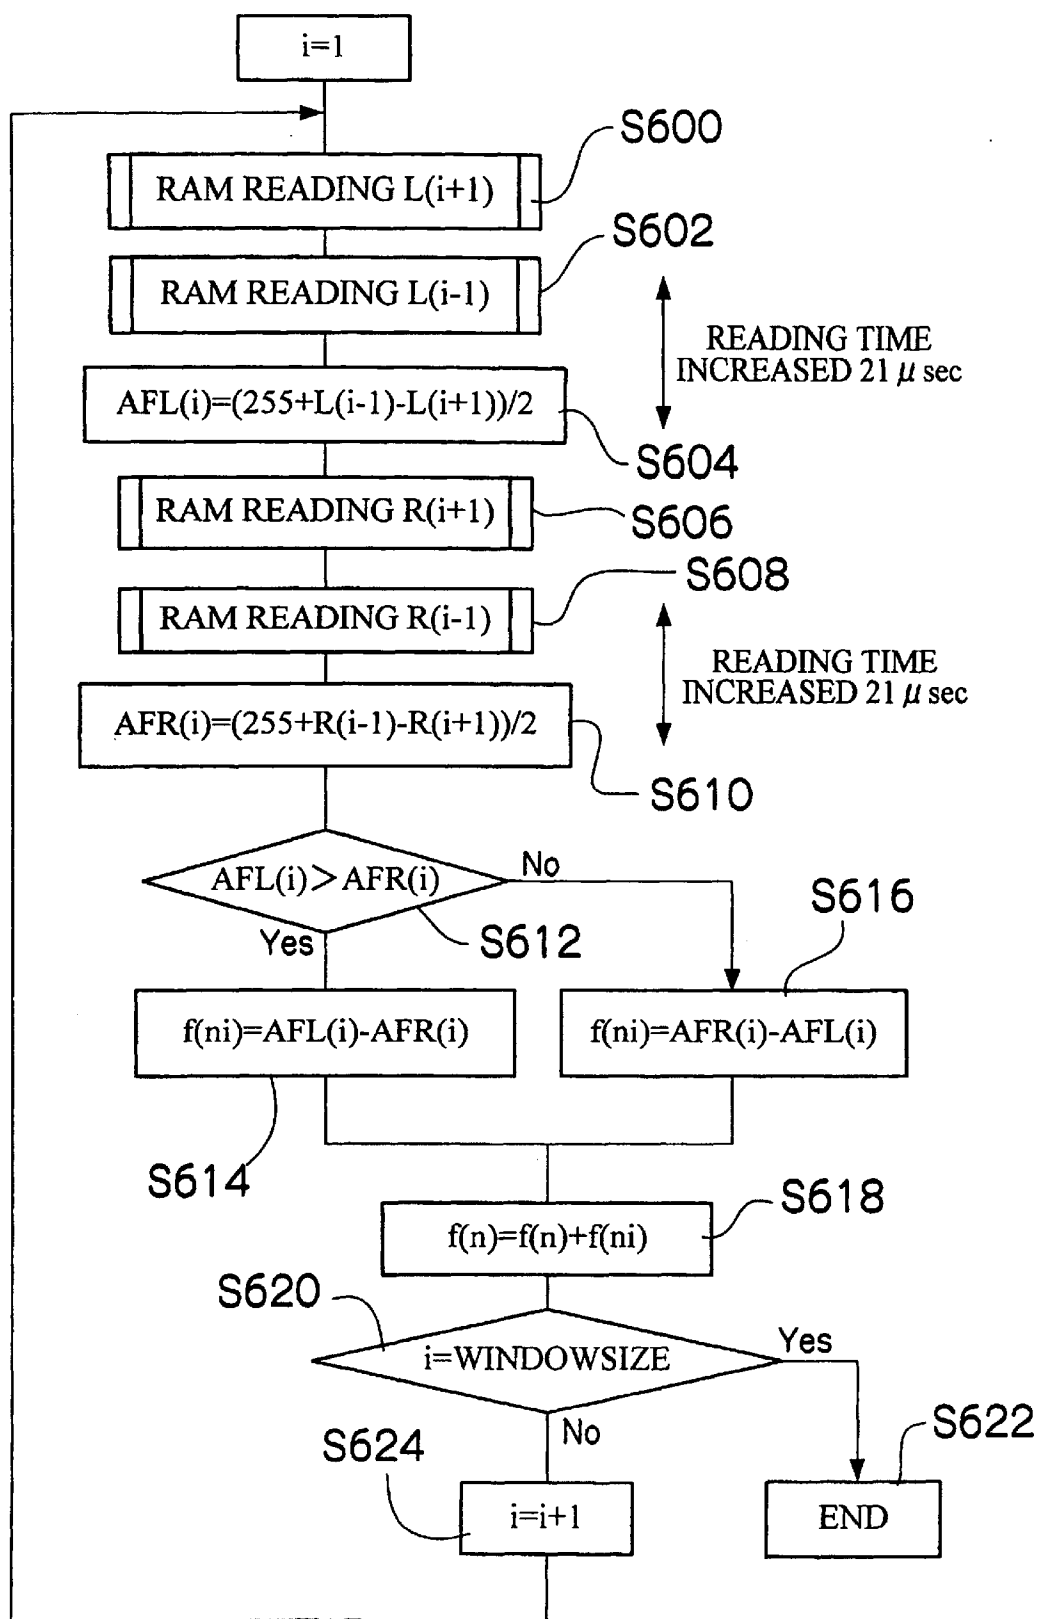 i=1
S600
RAM READING L(i+1)
S602
RAM READING L(i-1)
READING TIME
INCREASED 21 μ sec
AFL(i)=(255+L(i-1)-L(i+1))/2
S604
RAM READING R(i+1)
S606
S608
RAM READING R(i-1)
READING TIME
INCREASED 21 μ sec
AFR(i)=(255+R(i-1)-R(i+1))/2
S610
AFL(i)>AFR(i)
No
S616
Yes
S612
f(ni)=AFL(i)-AFR(i)
f(ni)=AFR(i)-AFL(i)
S614
S618
f(n)=f(n)+f(ni)
S620
Yes
i=WINDOWSIZE
No
S622
S624
i=i+1
END